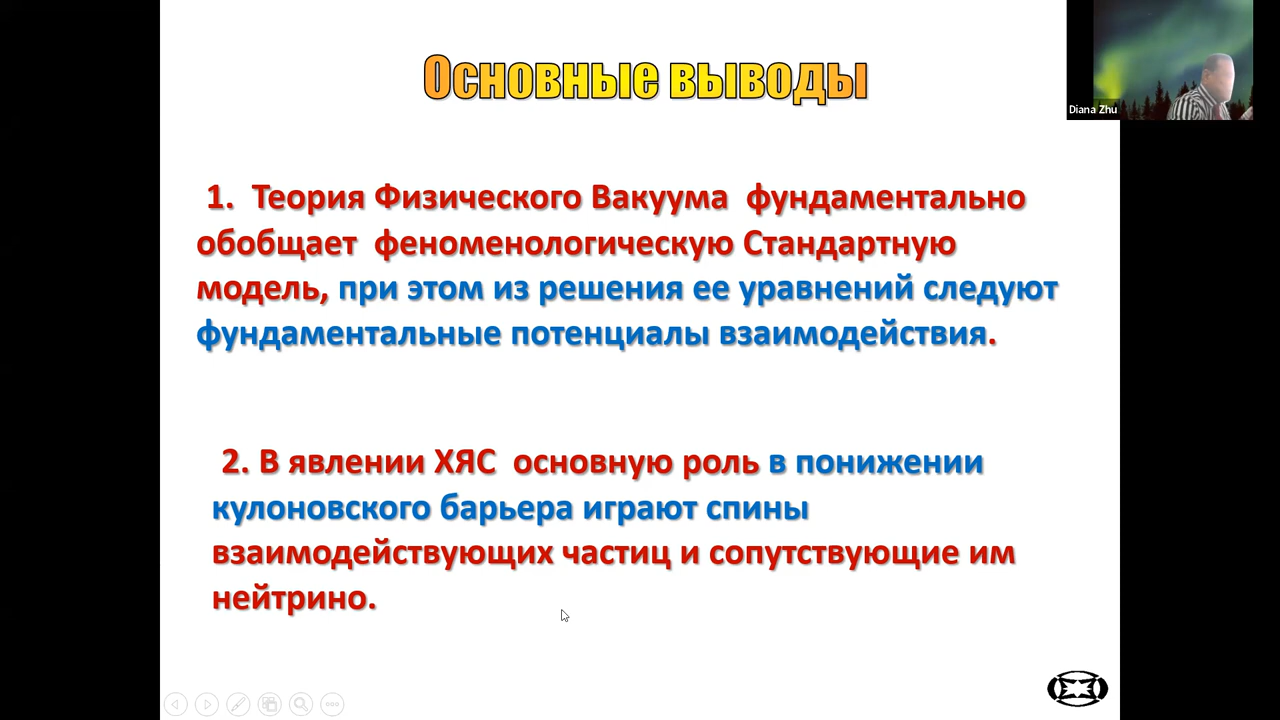 Основные выводы
Diana Zhu
1. Теория Физического Вакуума фундаментально
обобщает феноменологическую Стандартную
модель, при этом из решения ее уравнений следуют
фундаментальные потенциалы взаимодействия.
2. В явлении ХЯС основную роль в понижении
кулоновского барьера играют спины
взаимодействующих частиц и сопутствующие им
нейтрино.